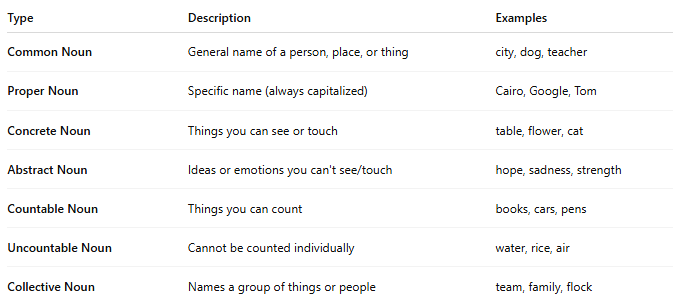 Type Description Examples
Common Noun General name of a person, place, or thing city, dog, teacher
Proper Noun Specific name (always capitalized) Cairo, Google, Tom
Concrete Noun Things you can see or touch table, flower, cat
Abstract Noun Ideas or emotions you can't see/touch hope, sadness, strength
Countable Noun Things you can count books, cars, pens
Uncountable Noun Cannot be counted individually water, rice, air
Collective Noun Names a group of things or people team, family, flock